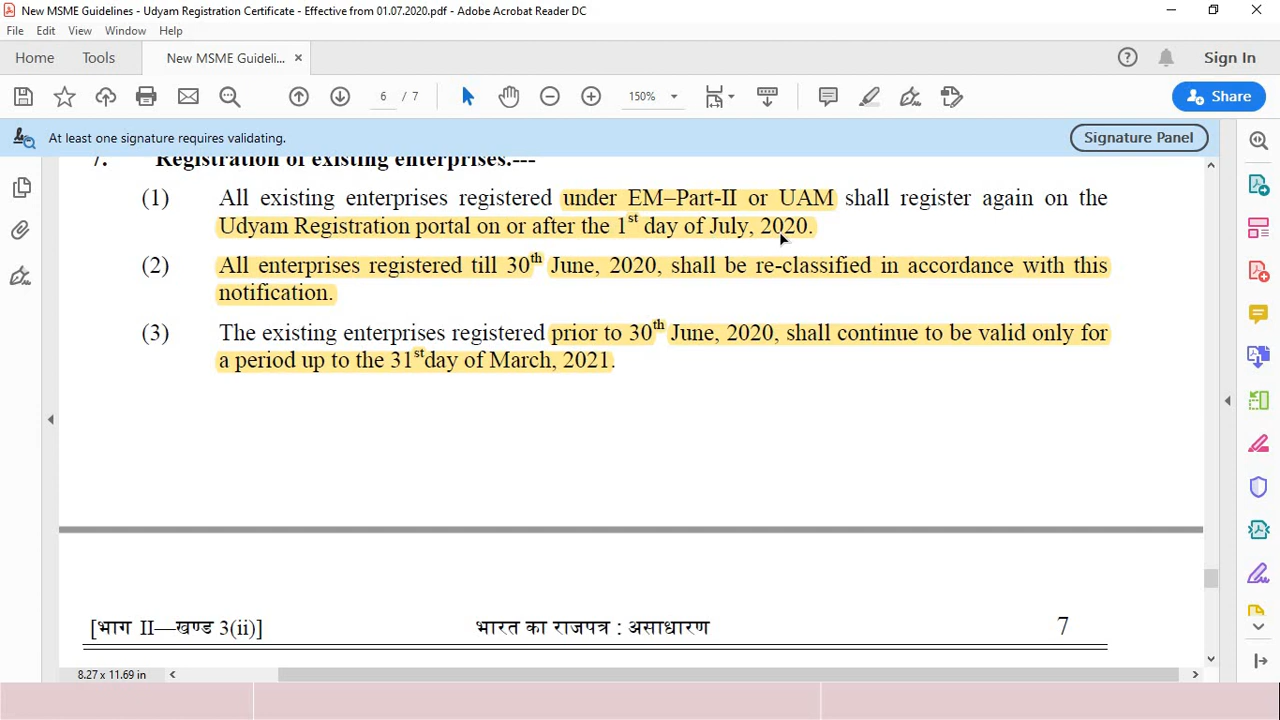 New MSME Guidelines - Udyam Registration Certificate - Effective from 01.07.2020.pdf - Adobe Acrobat Reader DC
File Edit View Window Help
Home Tools New MSME Guideli... × Sign In
6 / 7 150% Share
At least one signature requires validating. Signature Panel
7. Registration of existing enterprises.---
(1) All existing enterprises registered under EM–Part-II or UAM shall register again on the
Udyam Registration portal on or after the 1st day of July, 2020.
(2) All enterprises registered till 30th June, 2020, shall be re-classified in accordance with this
notification.
(3) The existing enterprises registered prior to 30th June, 2020, shall continue to be valid only for
a period up to the 31stday of March, 2021.
[भाग II—खण्ड 3(ii)] भारत का राजपत्र : असाधारण 7
8.27 x 11.69 in